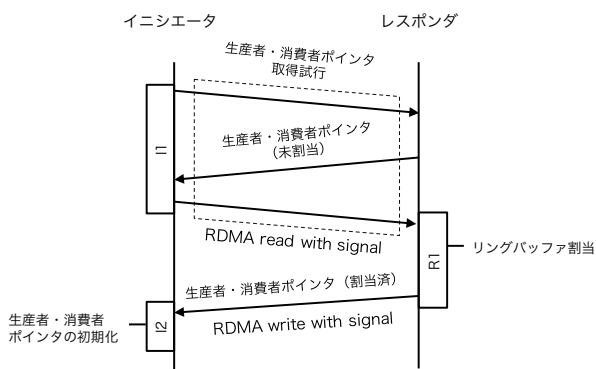 イニシエータ
レスポンダ
生産者・消費者ポインタ
取得試行
生産者・消費者ポインタ
（未割当）
I1
RDMA read with signal
R1
リングバッファ割当
生産者・消費者ポインタ（割当済）
RDMA write with signal
I2
生産者・消費者
ポインタの初期化